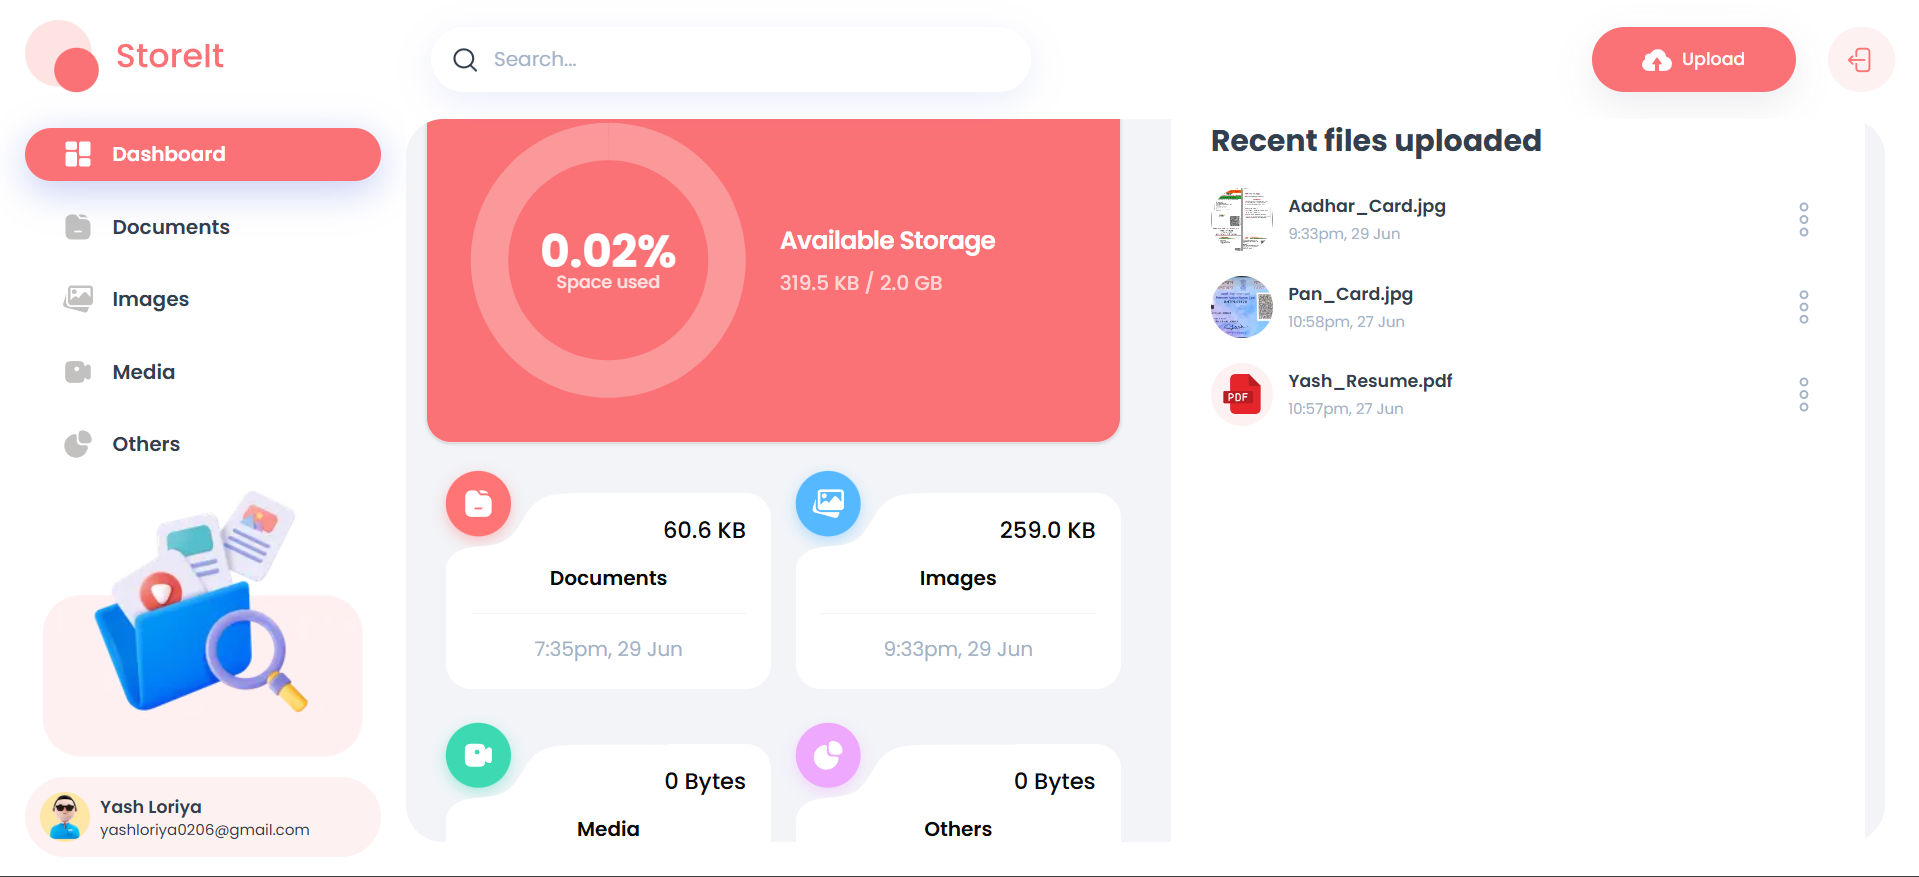 StoreIt
Search...
Upload
Dashboard
Documents
Images
Media
Others
Yash Loriya
yashloriya0206@gmail.com
0.02%
Space used
Available Storage
319.5 KB / 2.0 GB
60.6 KB
Documents
7:35pm, 29 Jun
259.0 KB
Images
9:33pm, 29 Jun
0 Bytes
Media
0 Bytes
Others
Recent files uploaded
Aadhar_Card.jpg
9:33pm, 29 Jun
Pan_Card.jpg
10:58pm, 27 Jun
PDF
Yash_Resume.pdf
10:57pm, 27 Jun